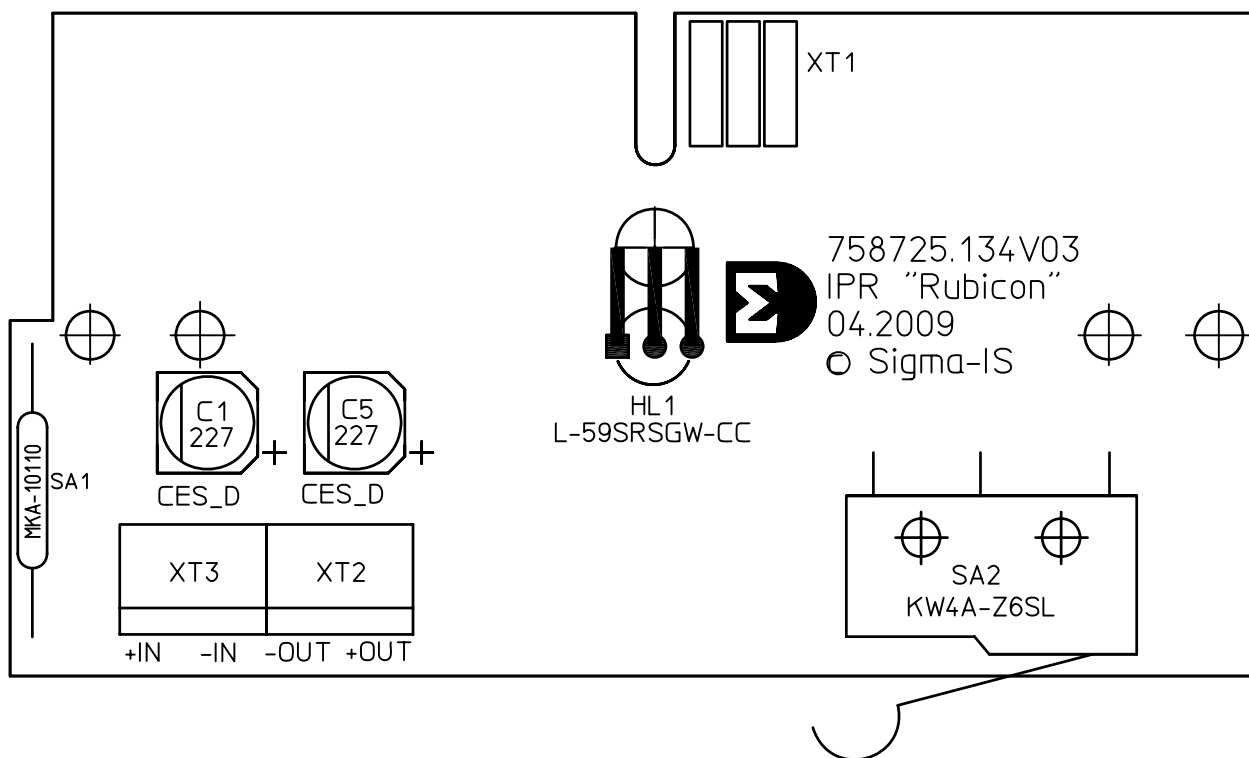 XT1
758725.134V03
IPR "Rubicon"
04.2009
© Sigma-IS
HL1
L-59SRSGW-CC
C1
227
C5
227
CES_D
CES_D
MKA-10110
SA1
XT3
XT2
+IN -IN -OUT +OUT
SA2
KW4A-Z6SL